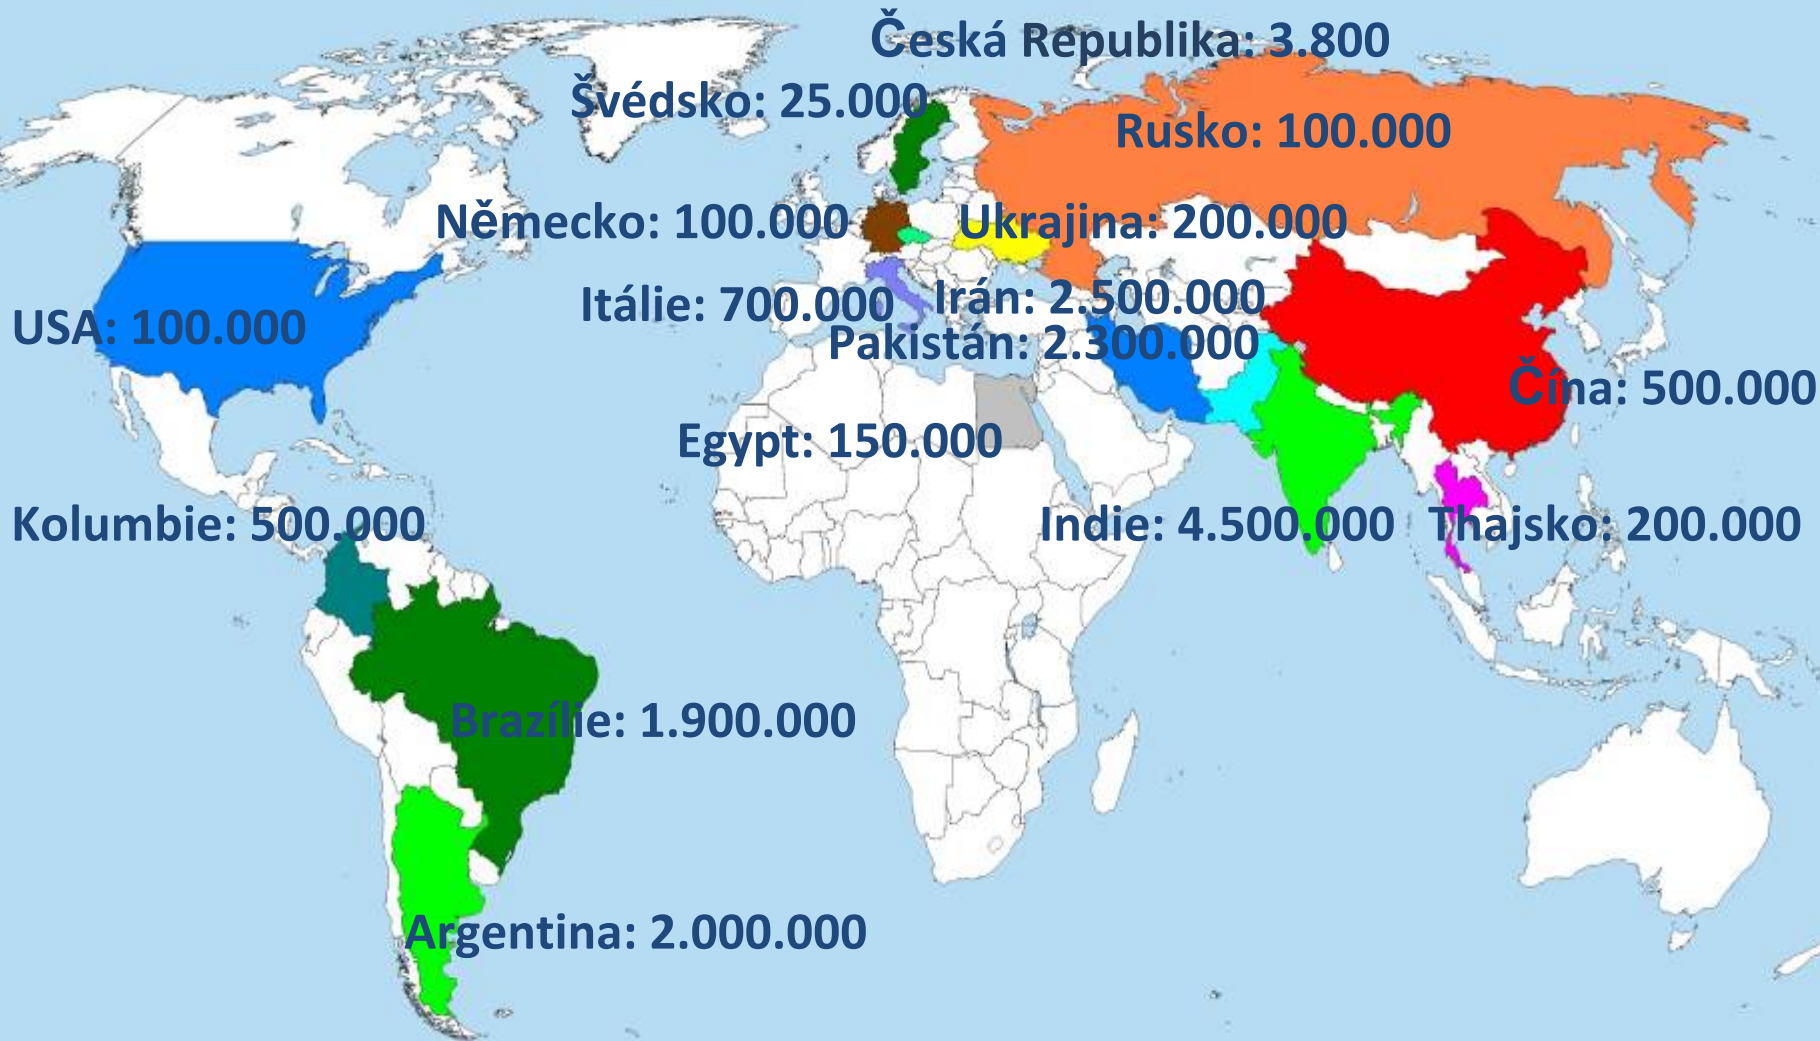 Česká Republika: 3.800
Švédsko: 25.000
Rusko: 100.000
Německo: 100.000
Ukrajina: 200.000
Itálie: 700.000
Irán: 2.500.000
USA: 100.000
Pakistán: 2.300.000
Čína: 500.000
Egypt: 150.000
Kolumbie: 500.000
Indie: 4.500.000
Thajsko: 200.000
Brazílie: 1.900.000
Argentina: 2.000.000